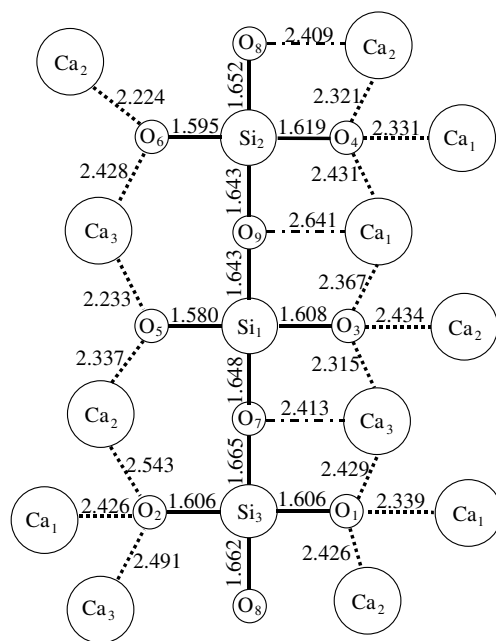 O₈ 2.409 Ca₂
Ca₂ 1.652
2.224 2.321
O₆ 1.595 Si₂ 1.619 O₄ 2.331 Ca₁
2.428 1.643 2.431
Ca₃ O₉ 2.641 Ca₁
2.233 1.643 2.367
O₅ 1.580 Si₁ 1.608 O₃ 2.434 Ca₂
2.337 1.648 2.315
Ca₂ O₇ 2.413 Ca₃
2.543 1.665 2.429
Ca₁ 2.426 O₂ 1.606 Si₃ 1.606 O₁ 2.339 Ca₁
2.491 1.662 2.426
Ca₃ O₈ Ca₂